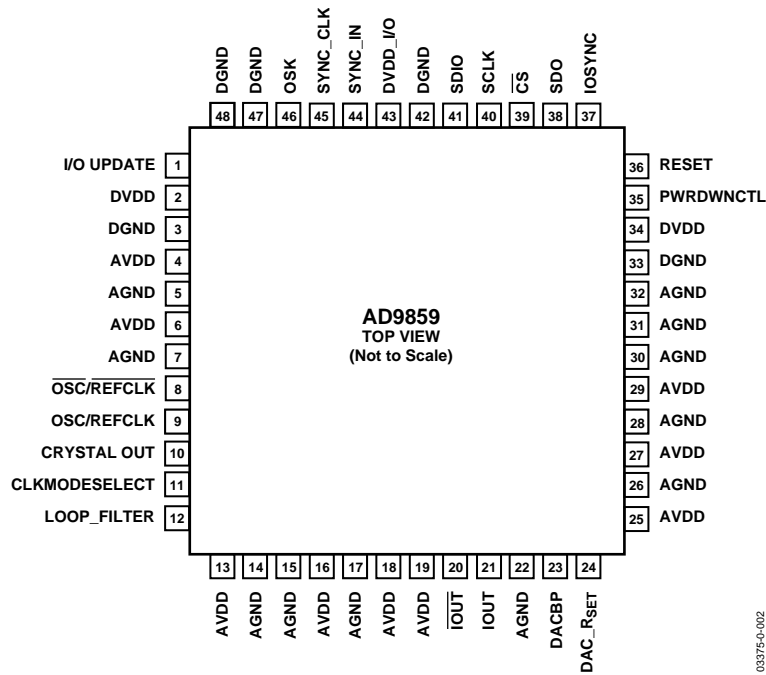 DGND
DGND
OSK
SYNC_CLK
SYNC_IN
DVDD_I/O
DGND
SDIO
SCLK
CS
SDO
IOSYNC
48
47
46
45
44
43
42
41
40
39
38
37
I/O UPDATE 1
DVDD 2
DGND 3
AVDD 4
AGND 5
AVDD 6
AGND 7
OSC/REFCLK 8
OSC/REFCLK 9
CRYSTAL OUT 10
CLKMODESELECT 11
LOOP_FILTER 12
AD9859
TOP VIEW
(Not to Scale)
36 RESET
35 PWRDWNCTL
34 DVDD
33 DGND
32 AGND
31 AGND
30 AGND
29 AVDD
28 AGND
27 AVDD
26 AGND
25 AVDD
13
14
15
16
17
18
19
20
21
22
23
24
AVDD
AGND
AGND
AVDD
AGND
AVDD
AVDD
IOUT
IOUT
AGND
DACBP
DAC_RSET
03375-0-002